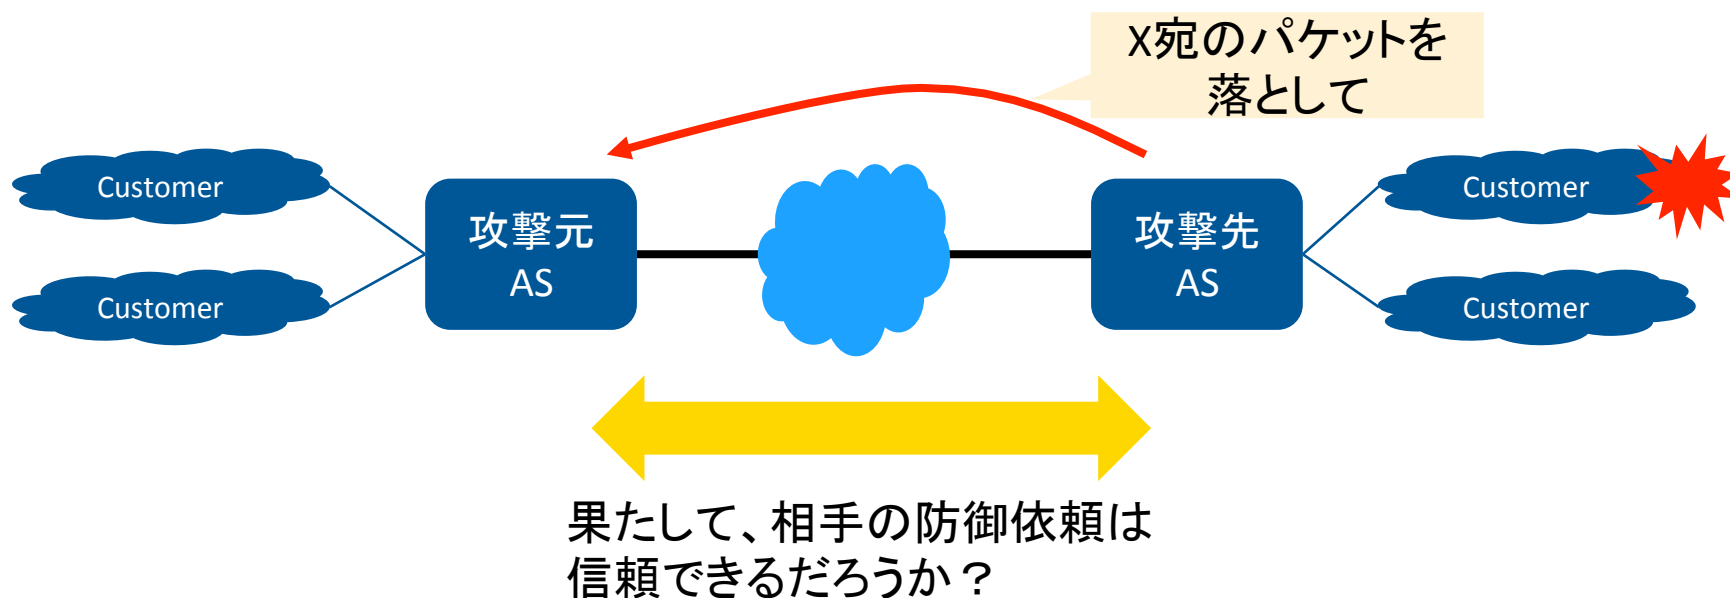 X宛のパケットを
落として
Customer
Customer
攻撃元
AS
攻撃先
AS
Customer
Customer
果たして、相手の防御依頼は
信頼できるだろうか？